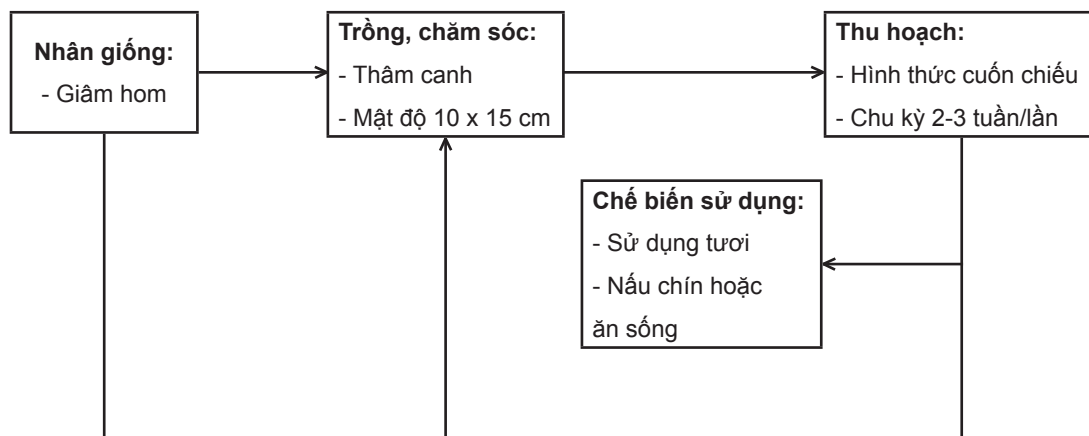 Nhân giống:
- Giâm hom
Trồng, chăm sóc:
- Thâm canh
- Mật độ 10 x 15 cm
Thu hoạch:
- Hình thức cuốn chiếu
- Chu kỳ 2-3 tuần/lần
Chế biến sử dụng:
- Sử dụng tươi
- Nấu chín hoặc
ăn sống